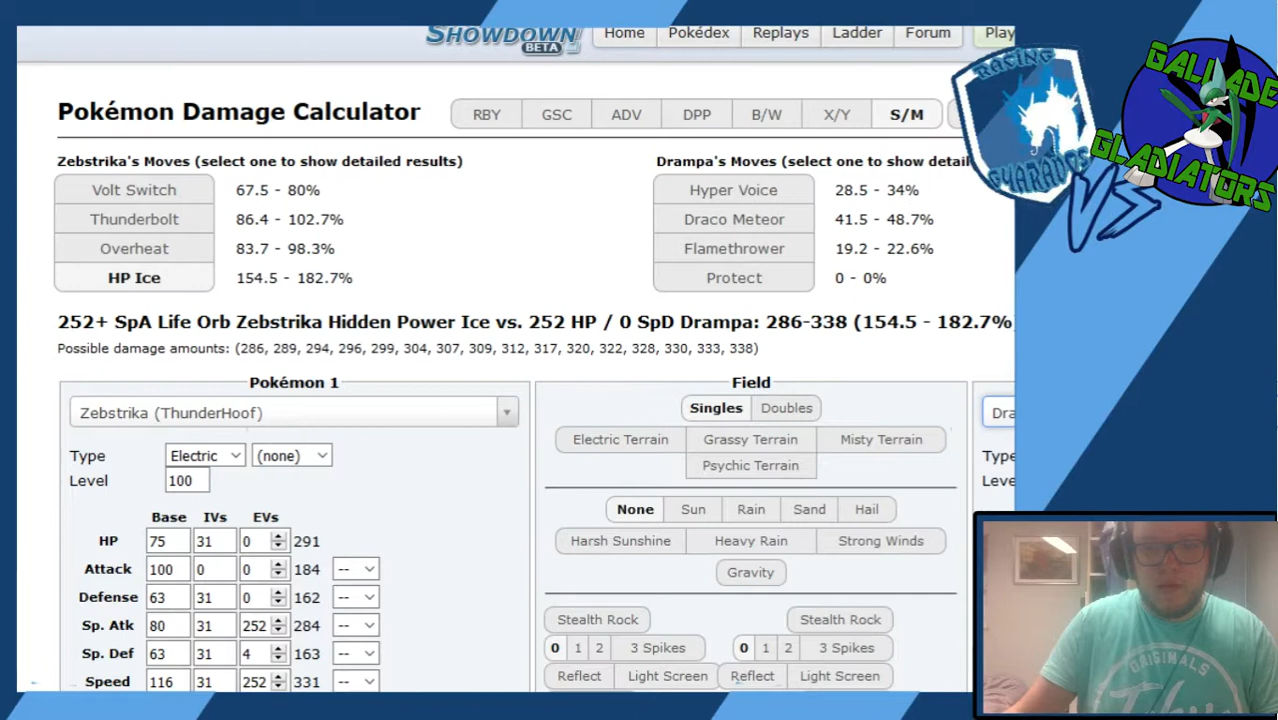 SHOWDOWN
BETA
Home Pokédex Replays Ladder Forum Play
RACING
GYARADOS
VS
GALLADE
GLADIATORS
Pokémon Damage Calculator
RBY GSC ADV DPP B/W X/Y S/M
Zebstrika's Moves (select one to show detailed results)
Volt Switch 67.5 - 80%
Thunderbolt 86.4 - 102.7%
Overheat 83.7 - 98.3%
HP Ice 154.5 - 182.7%
Drampa's Moves (select one to show detail
Hyper Voice 28.5 - 34%
Draco Meteor 41.5 - 48.7%
Flamethrower 19.2 - 22.6%
Protect 0 - 0%
252+ SpA Life Orb Zebstrika Hidden Power Ice vs. 252 HP / 0 SpD Drampa: 286-338 (154.5 - 182.7%)
Possible damage amounts: (286, 289, 294, 296, 299, 304, 307, 309, 312, 317, 320, 322, 328, 330, 333, 338)
Pokémon 1
Zebstrika (ThunderHoof)
Type Electric (none)
Level 100
Base IVs EVs
HP 75 31 0 291
Attack 100 0 0 184 --
Defense 63 31 0 162 --
Sp. Atk 80 31 252 284 --
Sp. Def 63 31 4 163 --
Speed 116 31 252 331 --
Field
Singles Doubles
Electric Terrain Grassy Terrain Misty Terrain
Psychic Terrain
None Sun Rain Sand Hail
Harsh Sunshine Heavy Rain Strong Winds
Gravity
Stealth Rock Stealth Rock
0 1 2 3 Spikes 0 1 2 3 Spikes
Reflect Light Screen Reflect Light Screen
Dra
Type
Leve
ORIGINALS